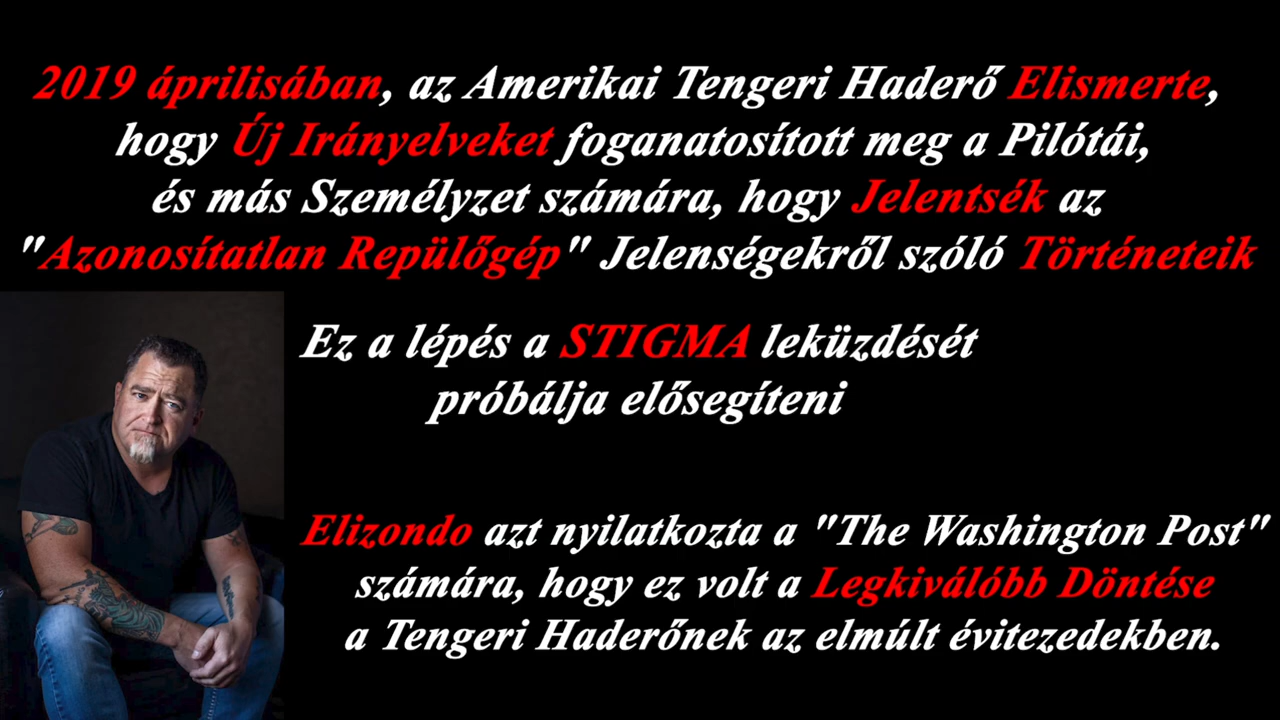 2019 áprilisában, az Amerikai Tengeri Haderő Elismerte,
hogy Új Irányelveket foganatosított meg a Pilótái,
és más Személyzet számára, hogy Jelentsék az
"Azonosítatlan Repülőgép" Jelenségekről szóló Történeteik
Ez a lépés a STIGMA leküzdését
próbálja elősegíteni
Elizondo azt nyilatkozta a "The Washington Post"
számára, hogy ez volt a Legkiválóbb Döntése
a Tengeri Haderőnek az elmúlt évitezedekben.